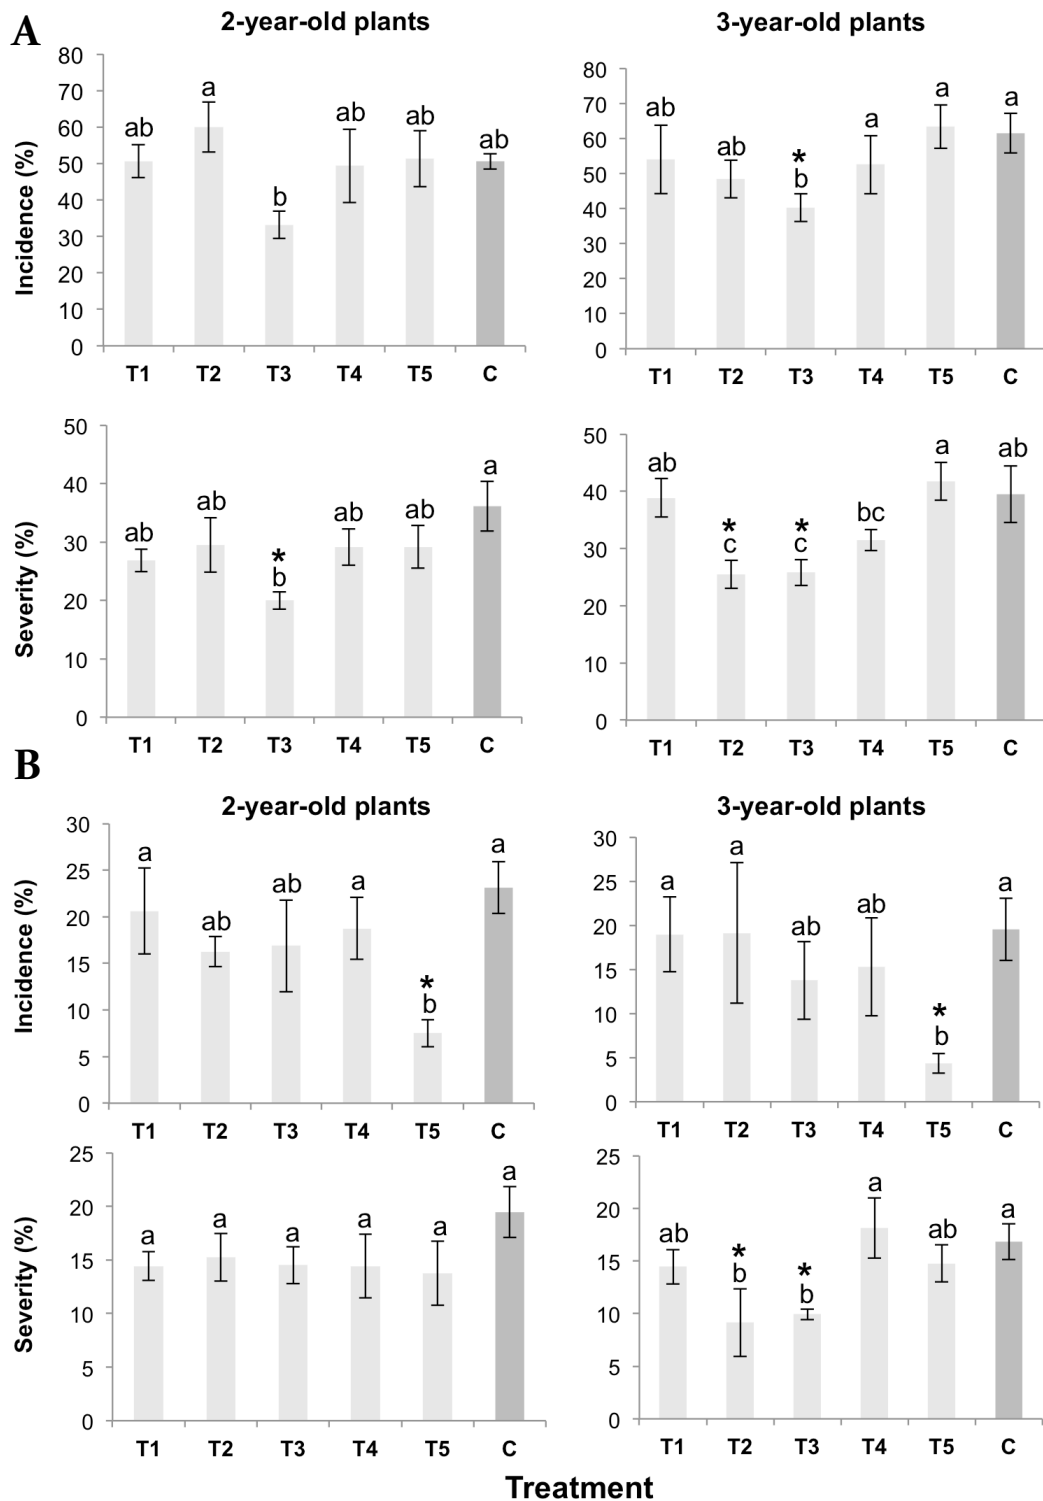 A
2-year-old plants
3-year-old plants
Incidence (%)
80
70
60
50
40
30
20
10
0
ab
a
b
ab
ab
ab
T1 T2 T3 T4 T5 C
80
70
60
50
40
30
20
10
0
ab
ab
*
b
a
a
a
T1 T2 T3 T4 T5 C
Severity (%)
50
40
30
20
10
0
ab
ab
*
b
ab
ab
a
T1 T2 T3 T4 T5 C
50
40
30
20
10
0
ab
*
c
*
c
bc
a
ab
T1 T2 T3 T4 T5 C
B
2-year-old plants
3-year-old plants
Incidence (%)
30
25
20
15
10
5
0
a
ab
ab
a
*
b
a
T1 T2 T3 T4 T5 C
30
25
20
15
10
5
0
a
a
ab
ab
*
b
a
T1 T2 T3 T4 T5 C
Severity (%)
25
20
15
10
5
0
a
a
a
a
a
a
T1 T2 T3 T4 T5 C
25
20
15
10
5
0
ab
*
b
*
b
a
ab
a
T1 T2 T3 T4 T5 C
Treatment